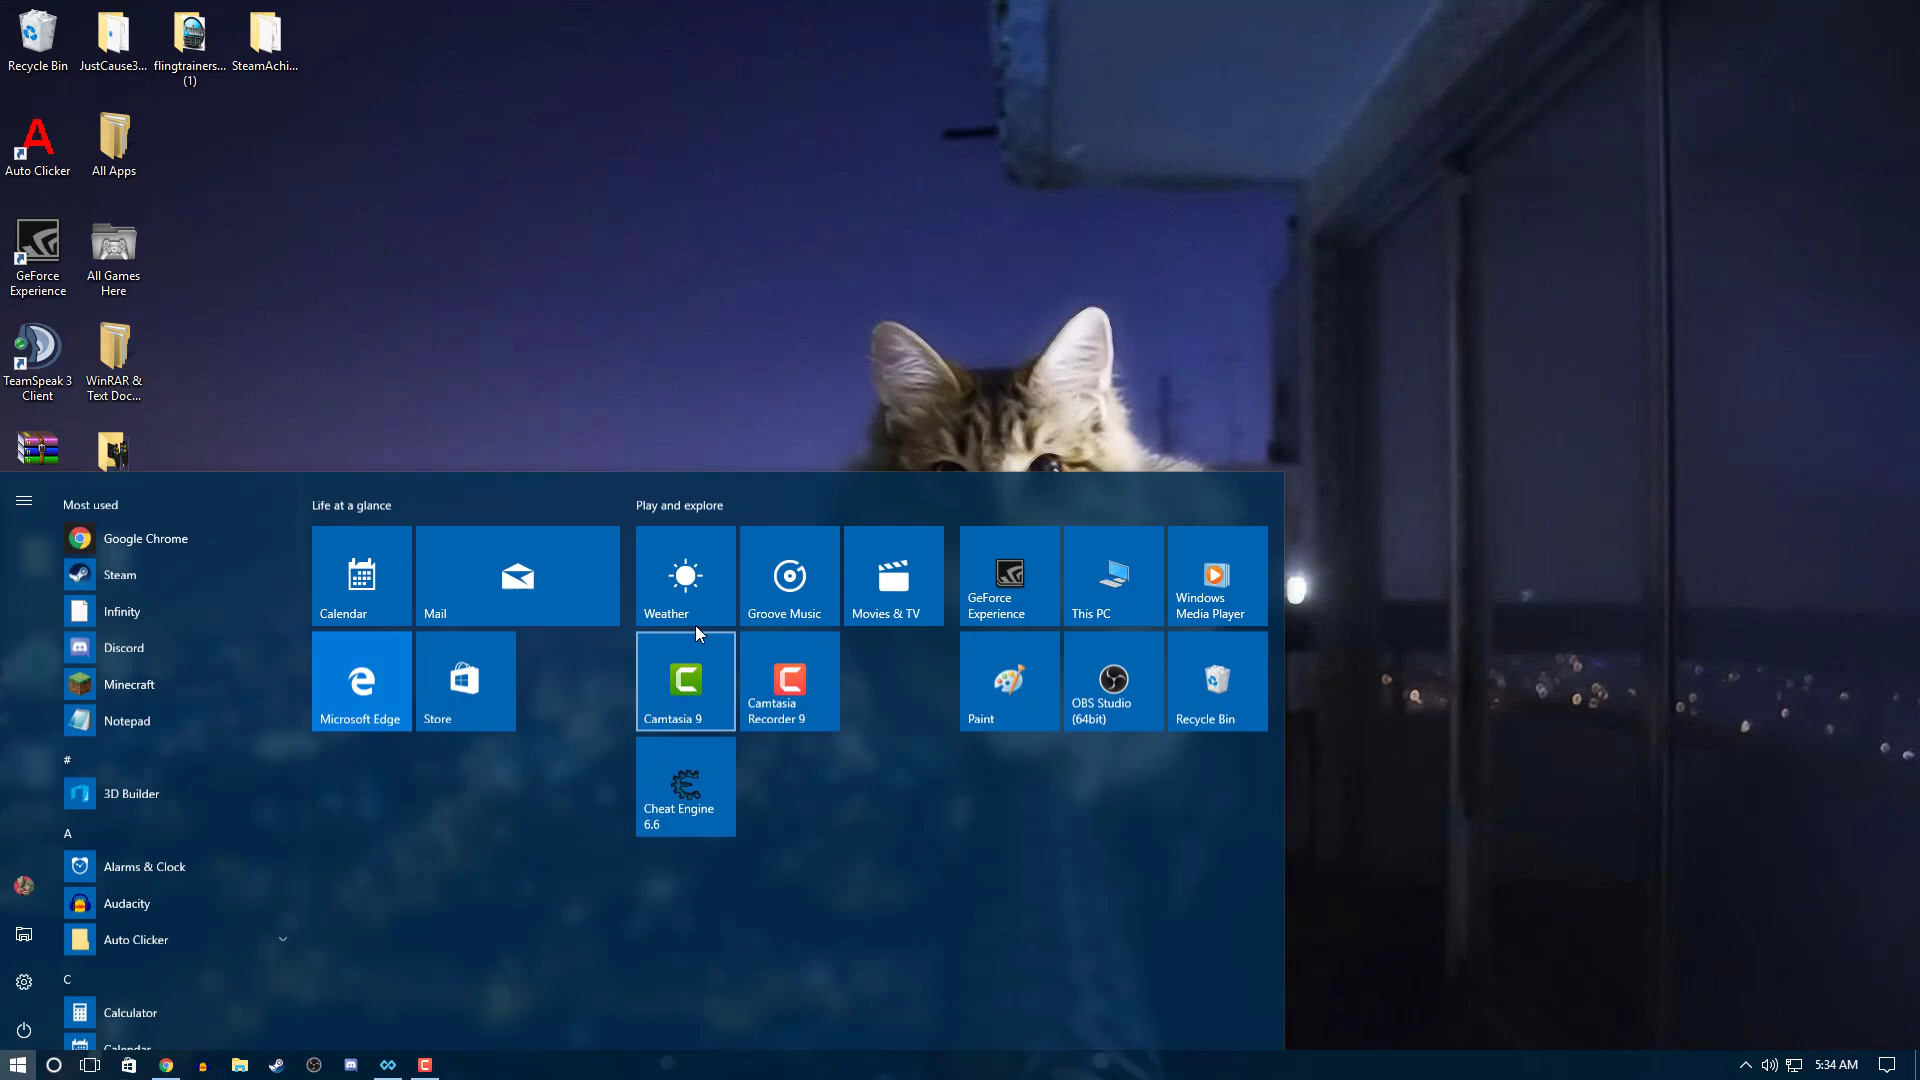 Recycle Bin
JustCause3...
flingtrainers...
(1)
SteamAchi...
Auto Clicker
All Apps
GeForce
Experience
All Games
Here
TeamSpeak 3
Client
WinRAR &
Text Doc...
Most used
Google Chrome
Steam
Infinity
Discord
Minecraft
Notepad
#
3D Builder
A
Alarms & Clock
Audacity
Auto Clicker
C
Calculator
Calendar
Life at a glance
Calendar
Mail
Microsoft Edge
Store
Play and explore
Weather
Groove Music
Movies & TV
Camtasia 9
Camtasia
Recorder 9
Cheat Engine
6.6
GeForce
Experience
This PC
Windows
Media Player
Paint
OBS Studio
(64bit)
Recycle Bin
5:34 AM